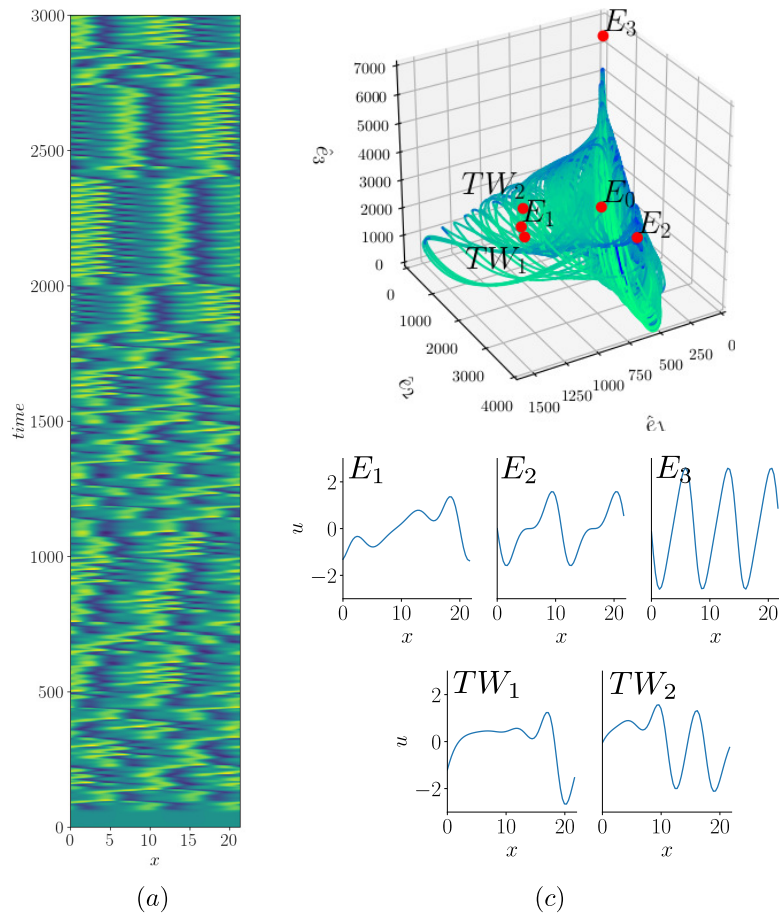 3000
2500
2000
1500
1000
500
0
time
0 5 10 15 20
x
(a)
E₃
7000
6000
5000
4000
3000
2000
1000
0
ê₃
TW₂
E₁
TW₁
E₀
E₂
0
1000
2000
3000
4000
ê₂
1500 1250 1000 750 500 250 0
ê₁
E₁ E₂ E₃
2
0
−2
u
0 10 20 0 10 20 0 10 20
x x x
TW₁ TW₂
2
0
−2
u
0 10 20 0 10 20
x x
(c)